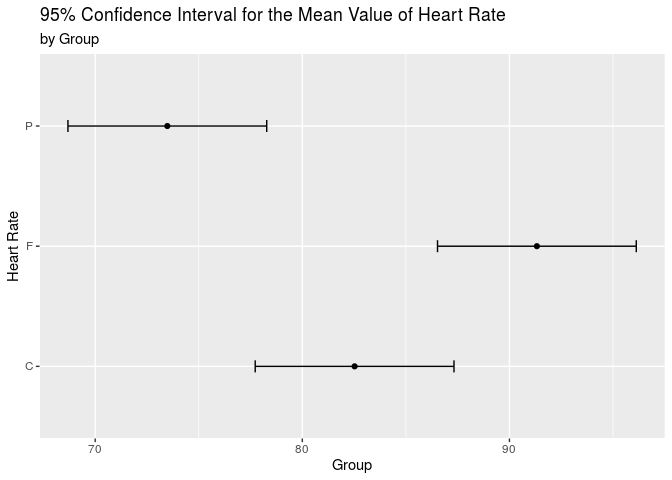 95% Confidence Interval for the Mean Value of Heart Rate
by Group
Heart Rate
P
F
C
70 80 90
Group